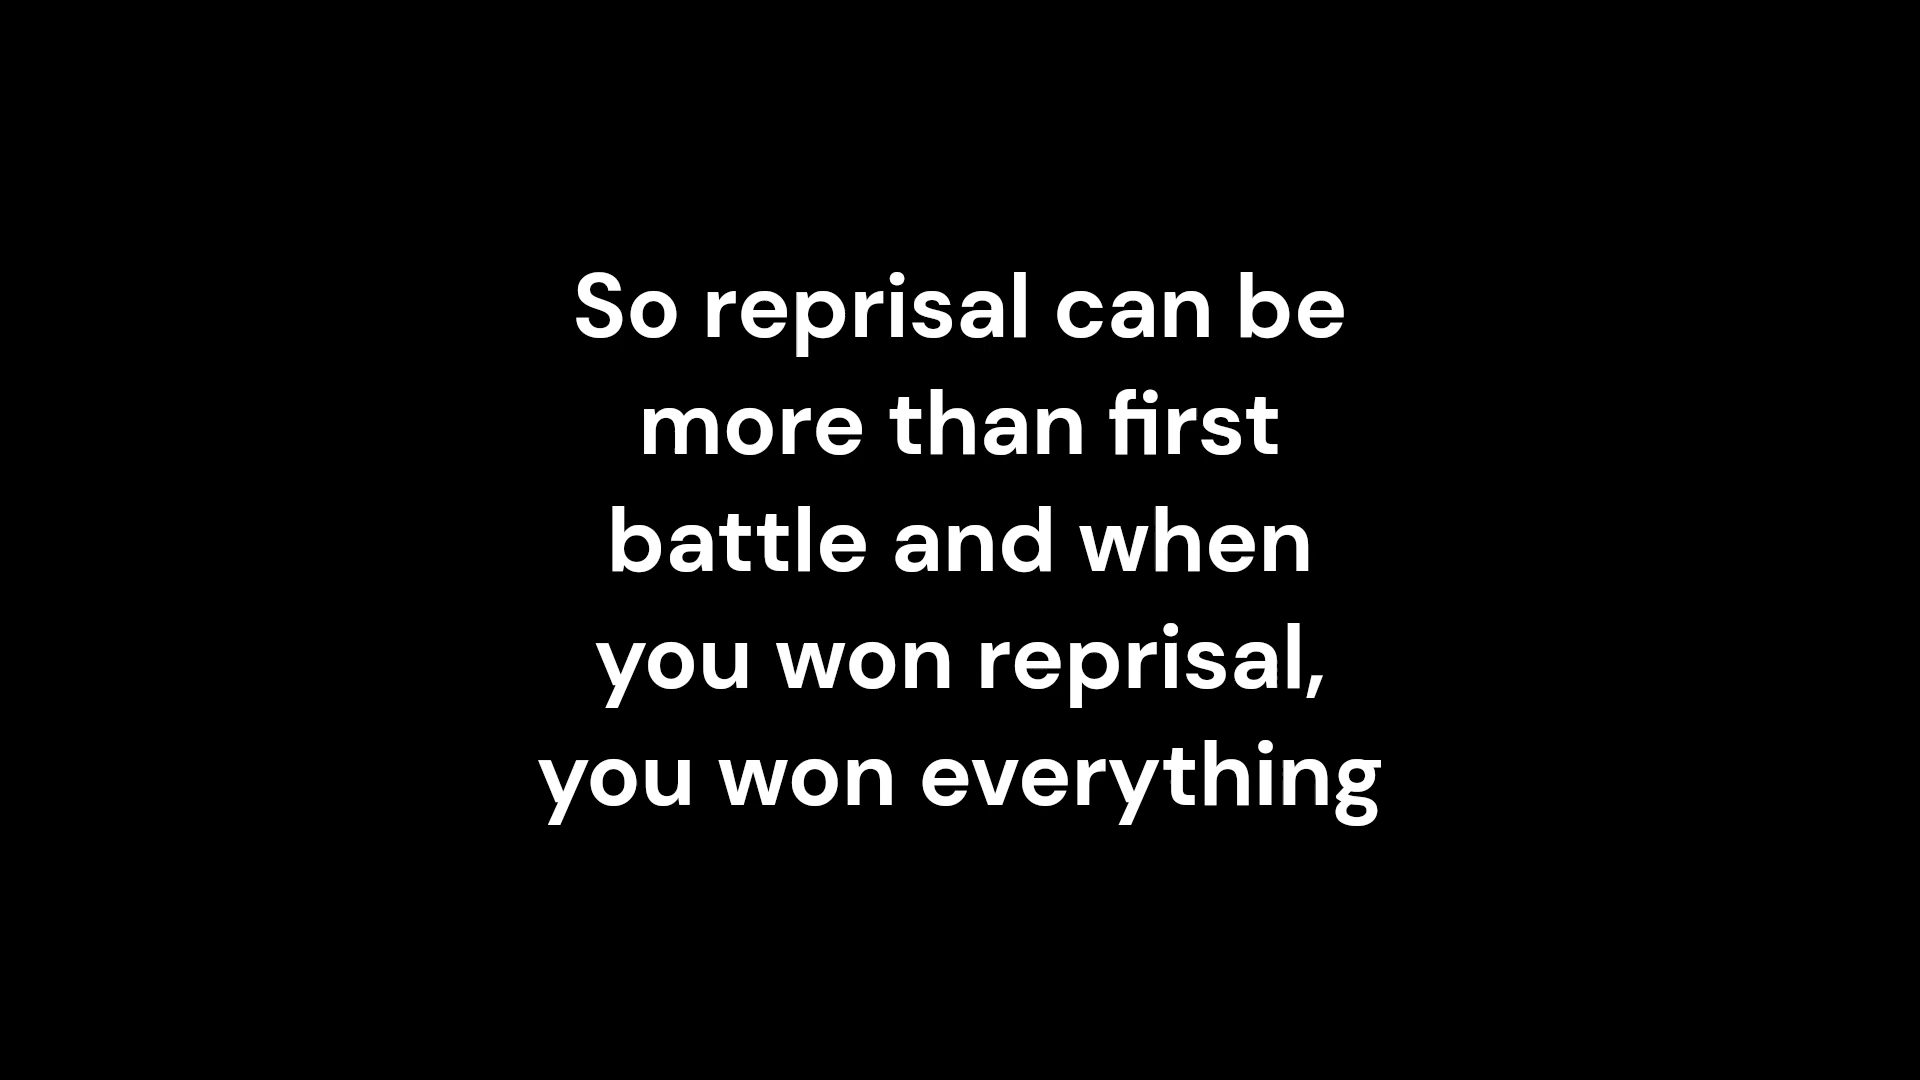 So reprisal can be
more than first
battle and when
you won reprisal,
you won everything